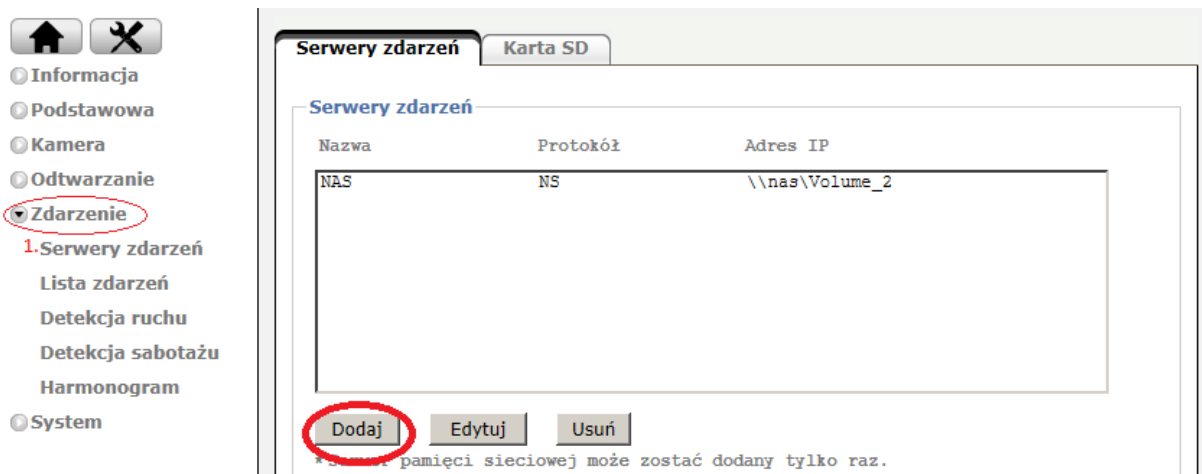 Informacja
Podstawowa
Kamera
Odtwarzanie
Zdarzenie
1.Serwery zdarzeń
Lista zdarzeń
Detekcja ruchu
Detekcja sabotażu
Harmonogram
System
Serwery zdarzeń Karta SD
Serwery zdarzeń
Nazwa Protokół Adres IP
NAS NS \\nas\Volume_2
Dodaj Edytuj Usuń
* pamięci sieciowej może zostać dodany tylko raz.